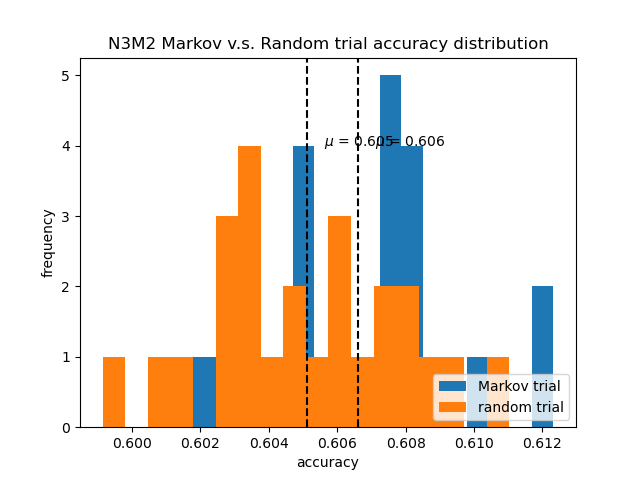 N3M2 Markov v.s. Random trial accuracy distribution
5
4
3
2
1
0
frequency
μ = 0.605
μ = 0.606
0.600 0.602 0.604 0.606 0.608 0.610 0.612
accuracy
Markov trial
random trial